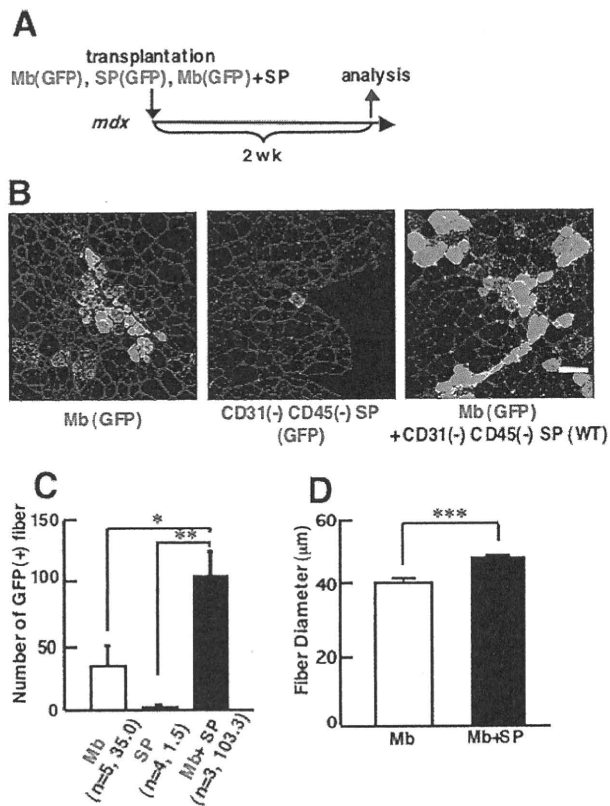 A
transplantation
Mb(GFP), SP(GFP), Mb(GFP)+SP
analysis
mdx
2 wk
B
Mb (GFP)
CD31(-) CD45(-) SP
(GFP)
Mb (GFP)
+CD31(-) CD45(-) SP (WT)
C
Number of GFP(+) fiber
150
100
50
0
*
**
Mb
(n=5, 35.0)
SP
(n=4, 1.5)
Mb+ SP
(n=3, 103.3)
D
Fiber Diameter (μm)
60
40
20
0
***
Mb
Mb+SP